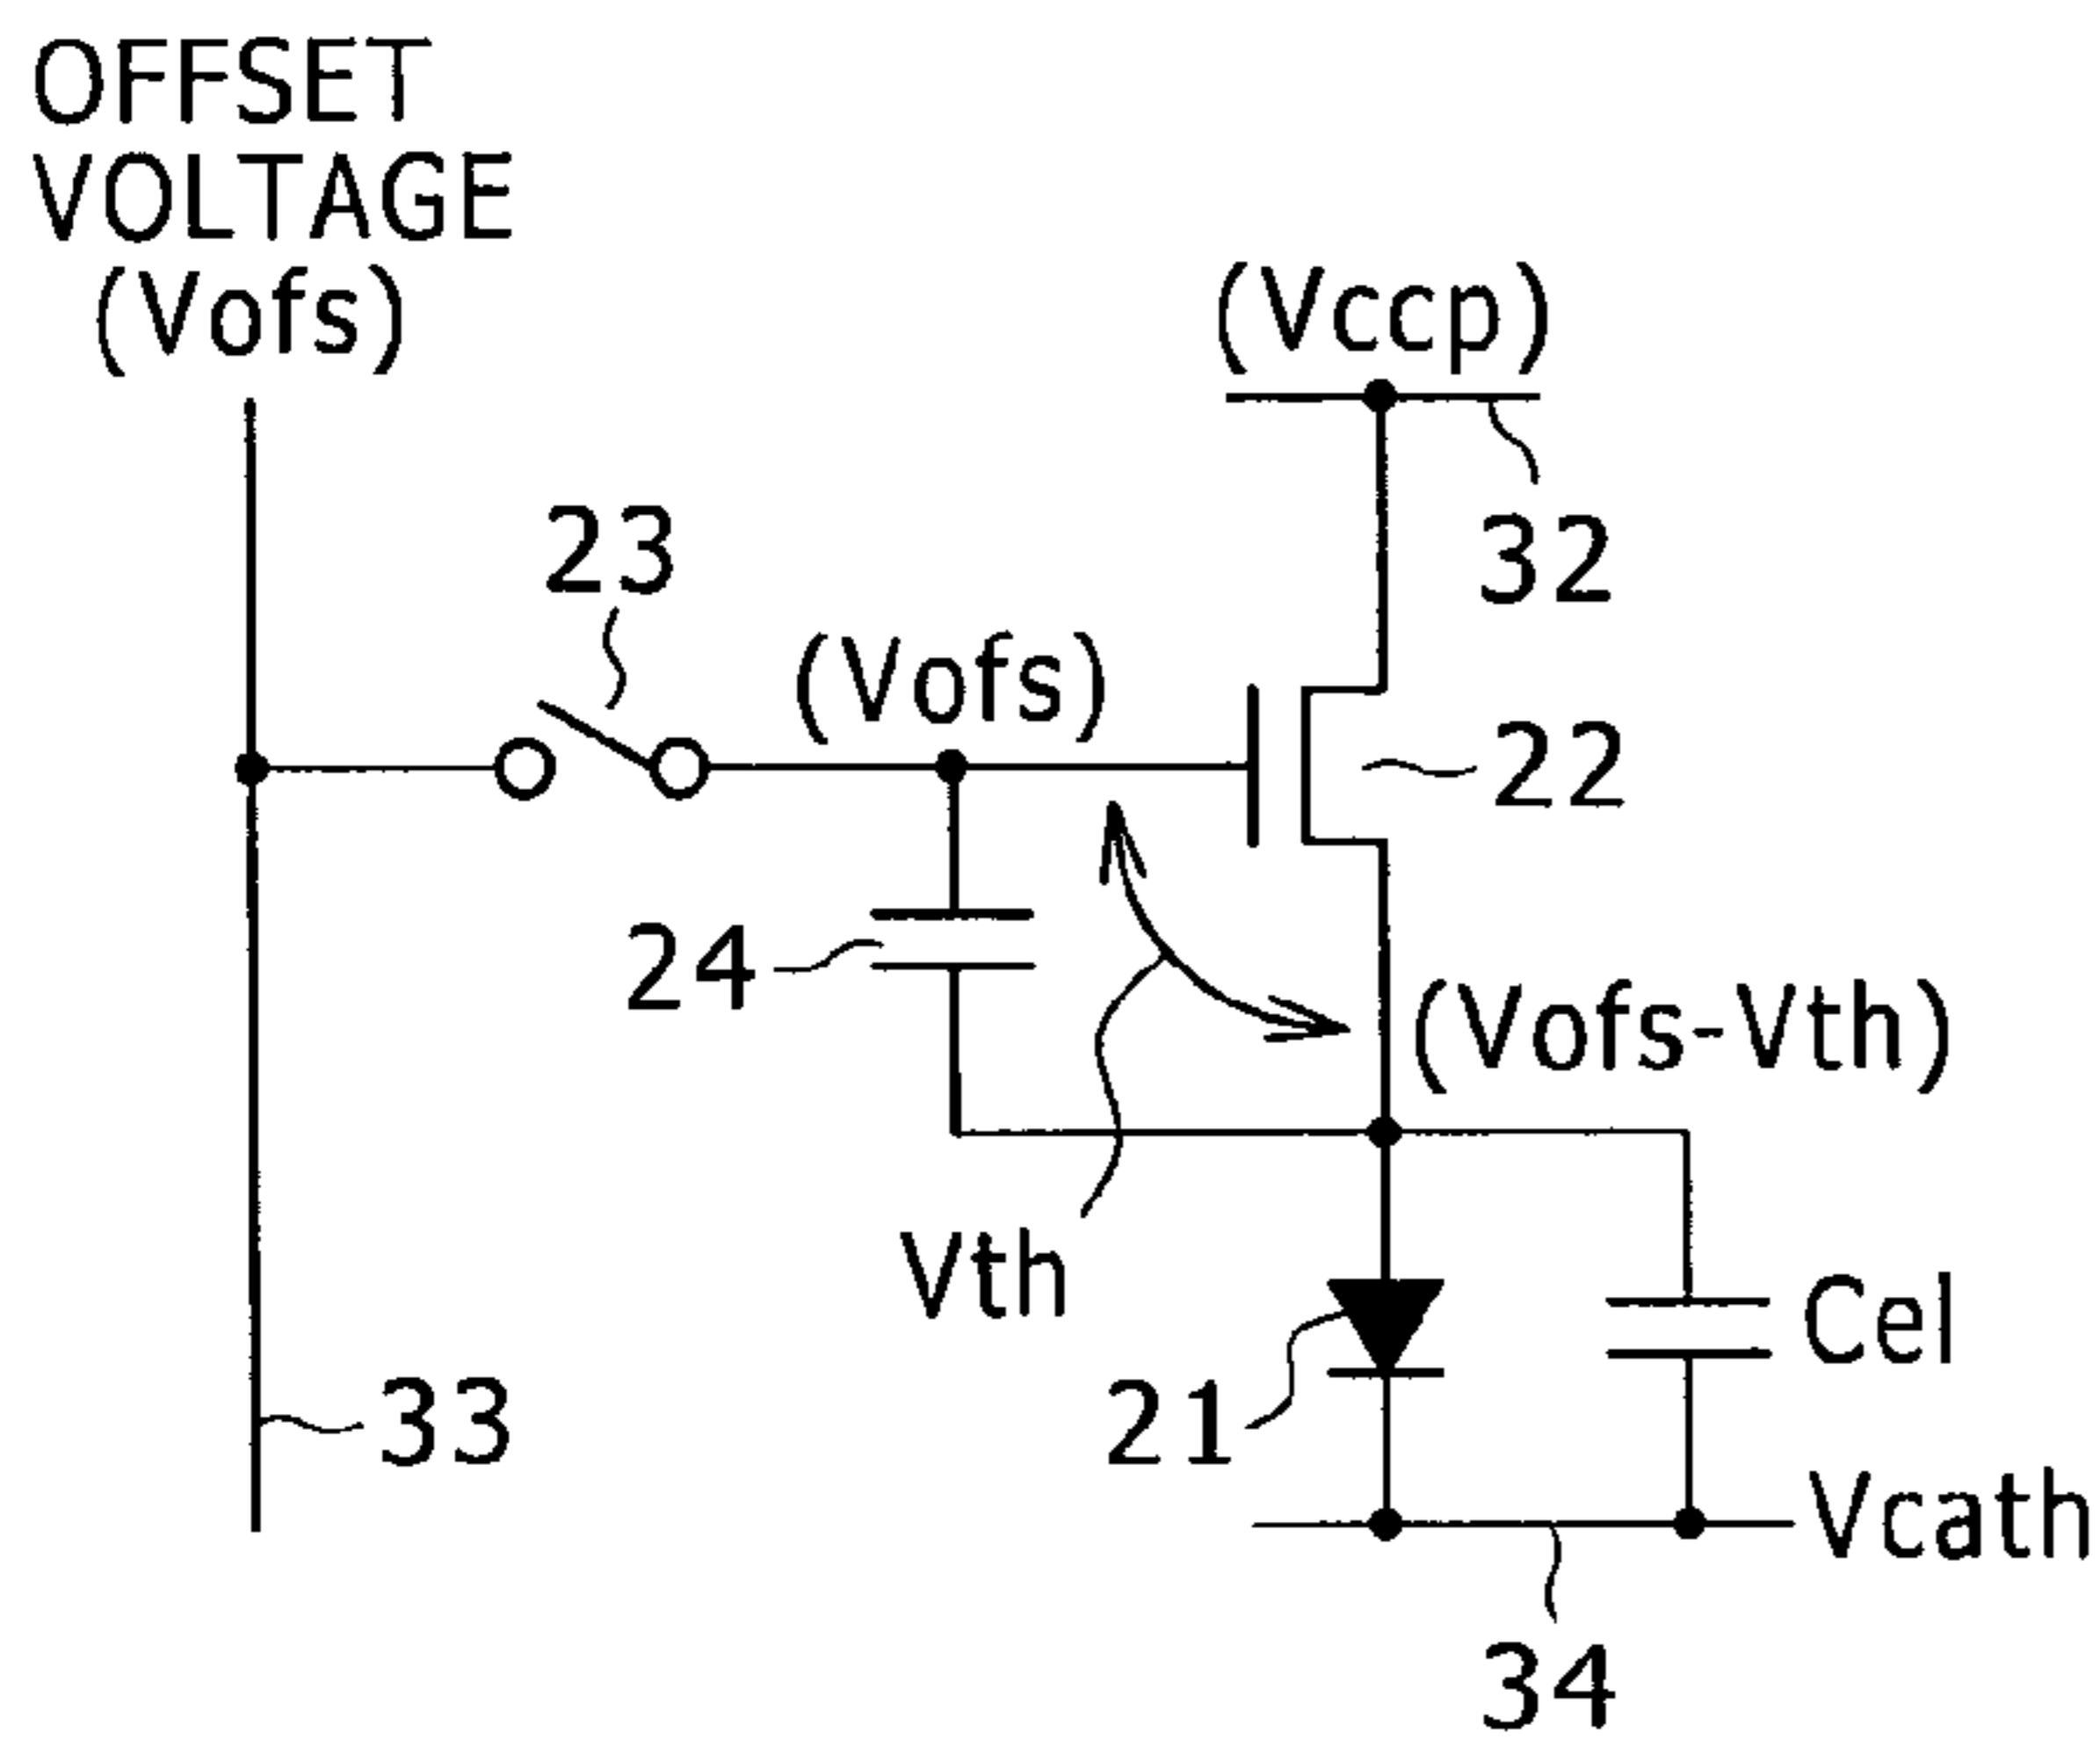 OFFSET
VOLTAGE
(Vofs)
(Vccp)
32
23
(Vofs)
22
24
(Vofs-Vth)
Vth
Cel
21
33
Vcath
34